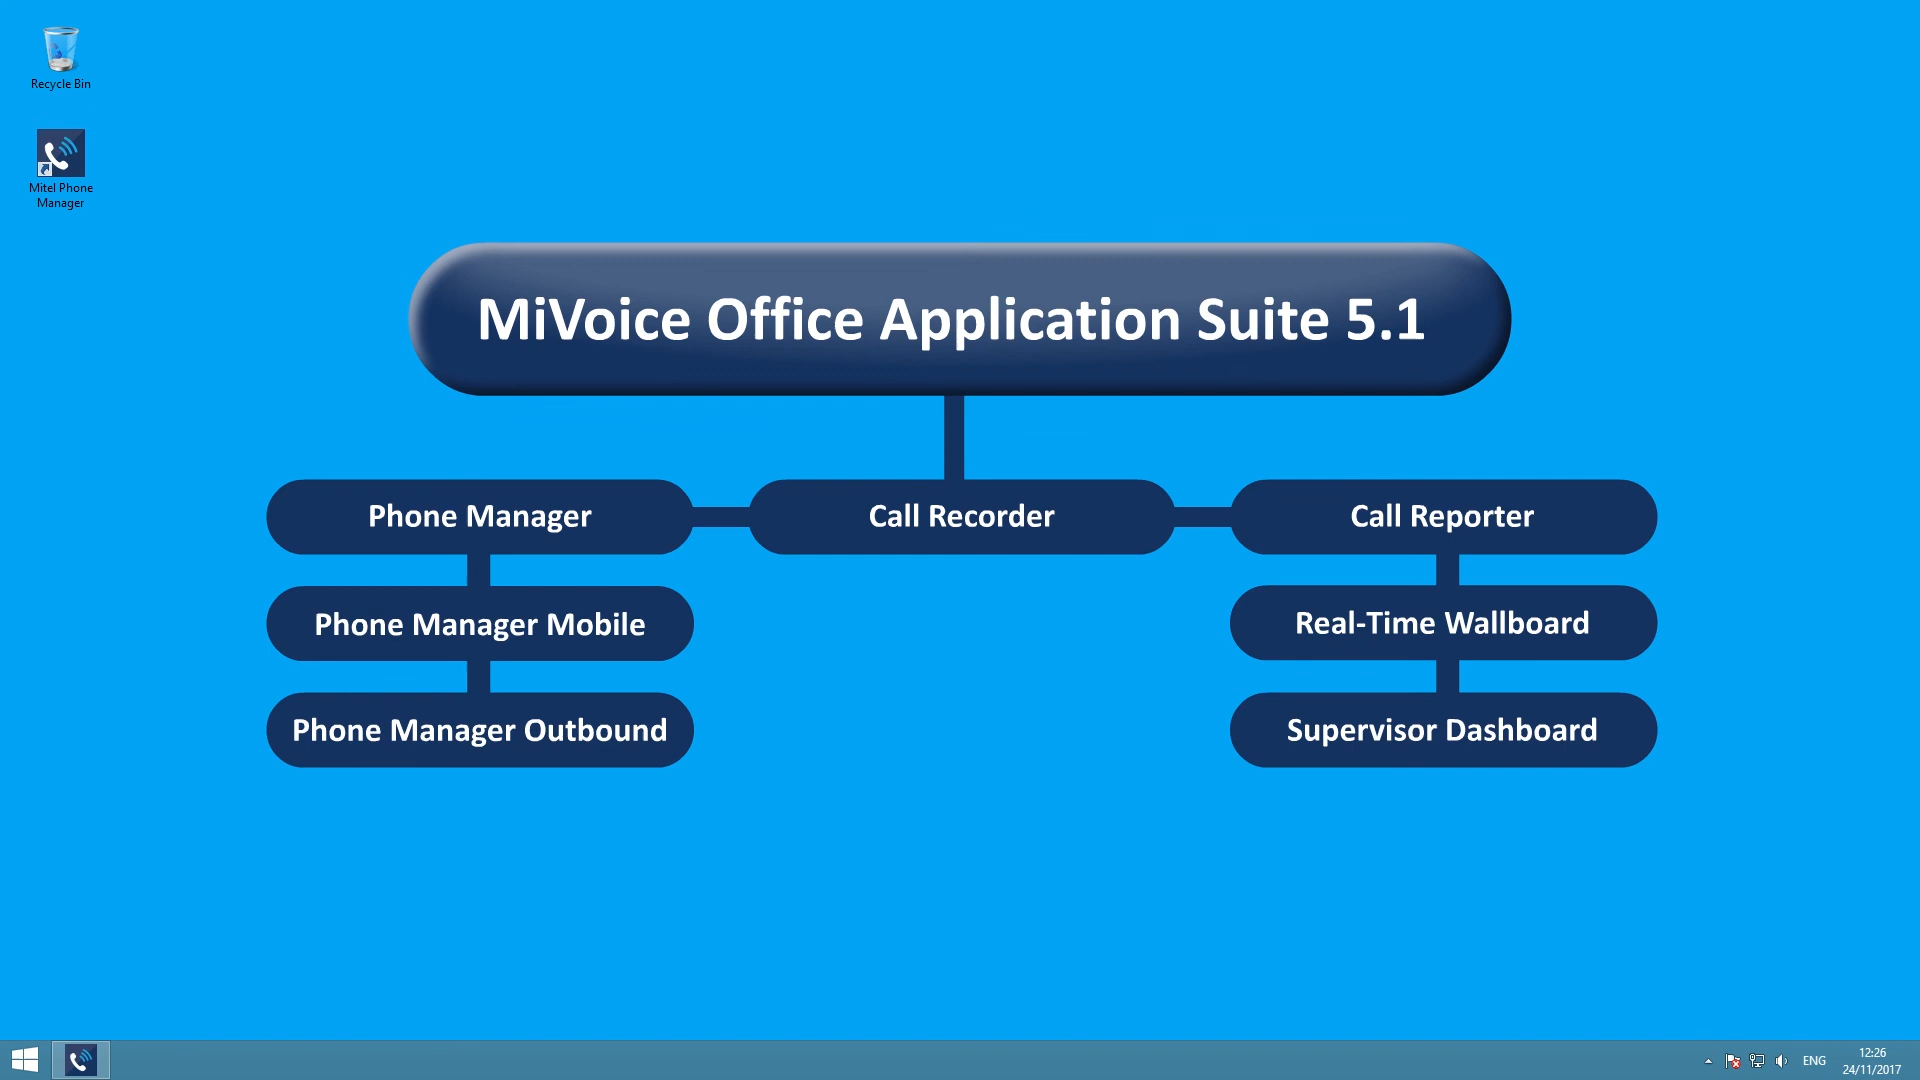 Recycle Bin
Mitel Phone
Manager
MiVoice Office Application Suite 5.1
Phone Manager
Call Recorder
Call Reporter
Phone Manager Mobile
Real-Time Wallboard
Phone Manager Outbound
Supervisor Dashboard
ENG
12:26
24/11/2017